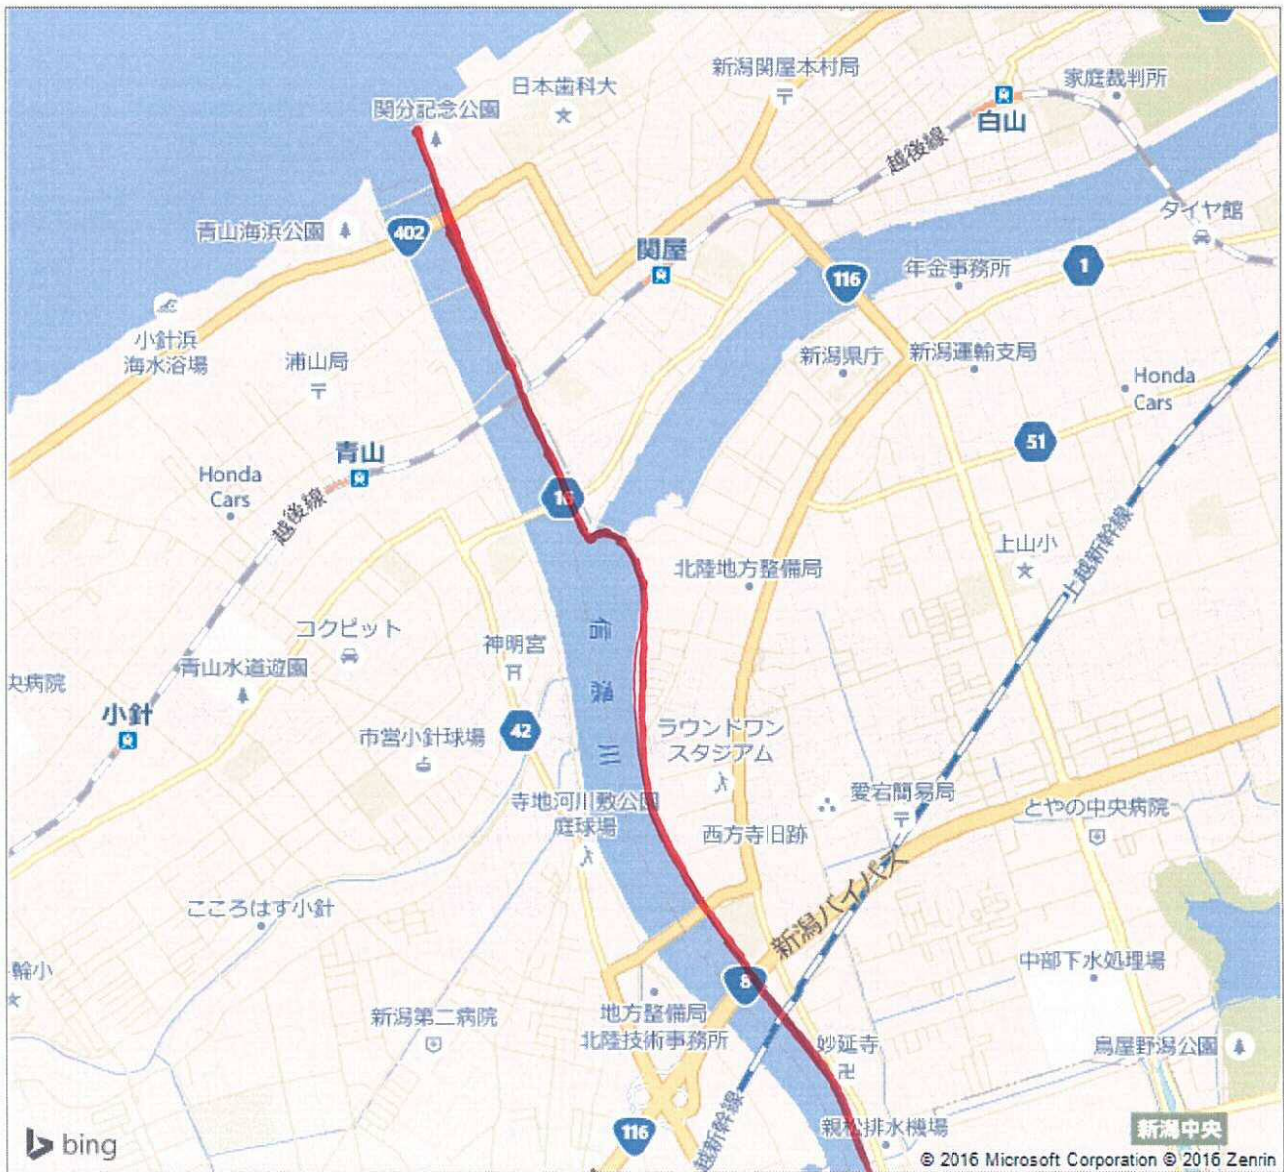 新潟関屋本村局
家庭裁判所
日本歯科大
関分記念公園
白山
越後線
タイヤ館
青山海浜公園
402
関屋
116
年金事務所
1
小針浜
海水浴場
浦山局
新潟県庁
新潟運輸支局
Honda
Cars
51
青山
Honda
Cars
16
越後線
上山小
上越新幹線
北陸地方整備局
信
濃
川
コクピット
神明宮
青山水道遊園
央病院
小針
42
市営小針球場
ラウンドワン
スタジアム
愛宕簡易局
とやの中央病院
寺地河川敷公園
庭球場
西方寺旧跡
新潟バイパス
こころはす小針
輪小
8
中部下水処理場
新潟第二病院
地方整備局
北陸技術事務所
妙延寺
鳥屋野潟公園
越新幹線
116
親松排水機場
新潟中央
bing
© 2016 Microsoft Corporation © 2016 Zenrin